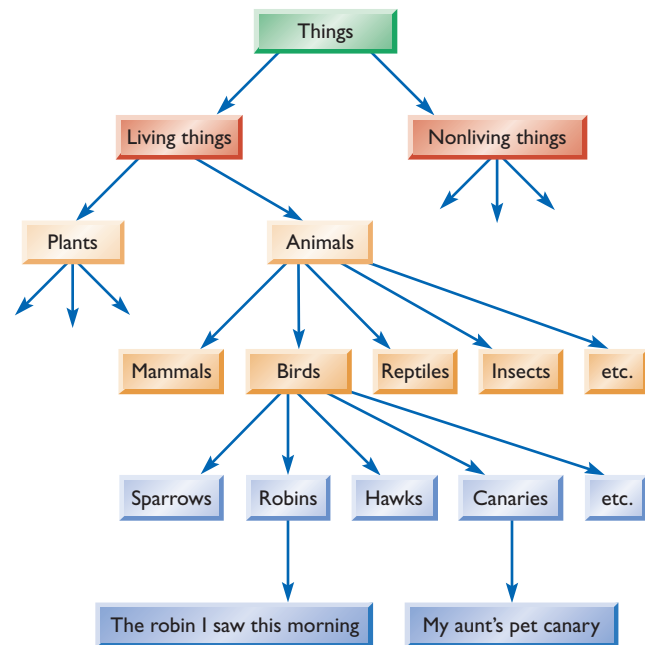 Things
Living things
Nonliving things
Plants
Animals
Mammals
Birds
Reptiles
Insects
etc.
Sparrows
Robins
Hawks
Canaries
etc.
The robin I saw this morning
My aunt's pet canary